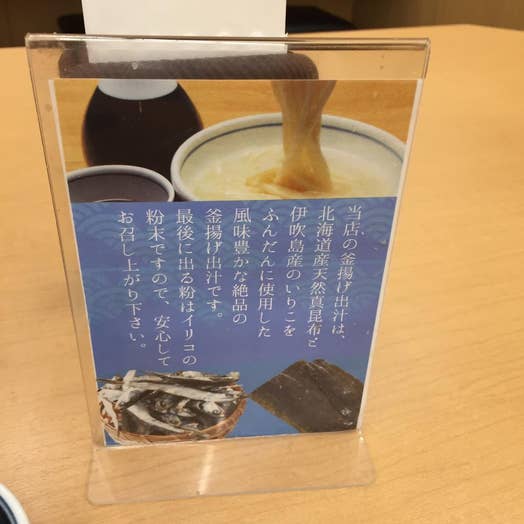 当店の釜揚げ出汁は、
北海道産天然真昆布と
伊吹島産のいりこを
ふんだんに使用した
風味豊かな絶品の
釜揚げ出汁です。
最後に出る粉はイリコの
粉末ですので、安心して
お召し上がり下さい。